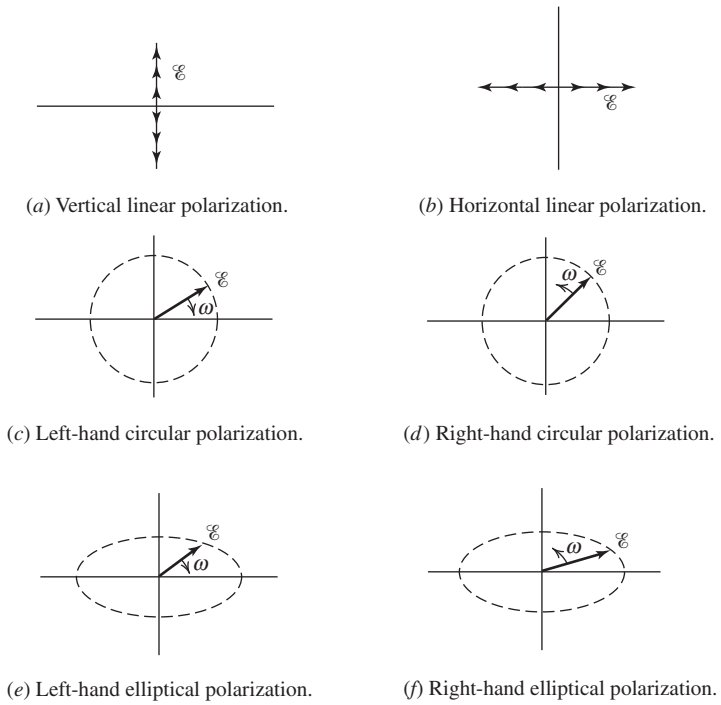 ℰ
ℰ
(a) Vertical linear polarization.
(b) Horizontal linear polarization.
ℰ
ω
ω
ℰ
(c) Left-hand circular polarization.
(d) Right-hand circular polarization.
ℰ
ω
ω
ℰ
(e) Left-hand elliptical polarization.
(f) Right-hand elliptical polarization.